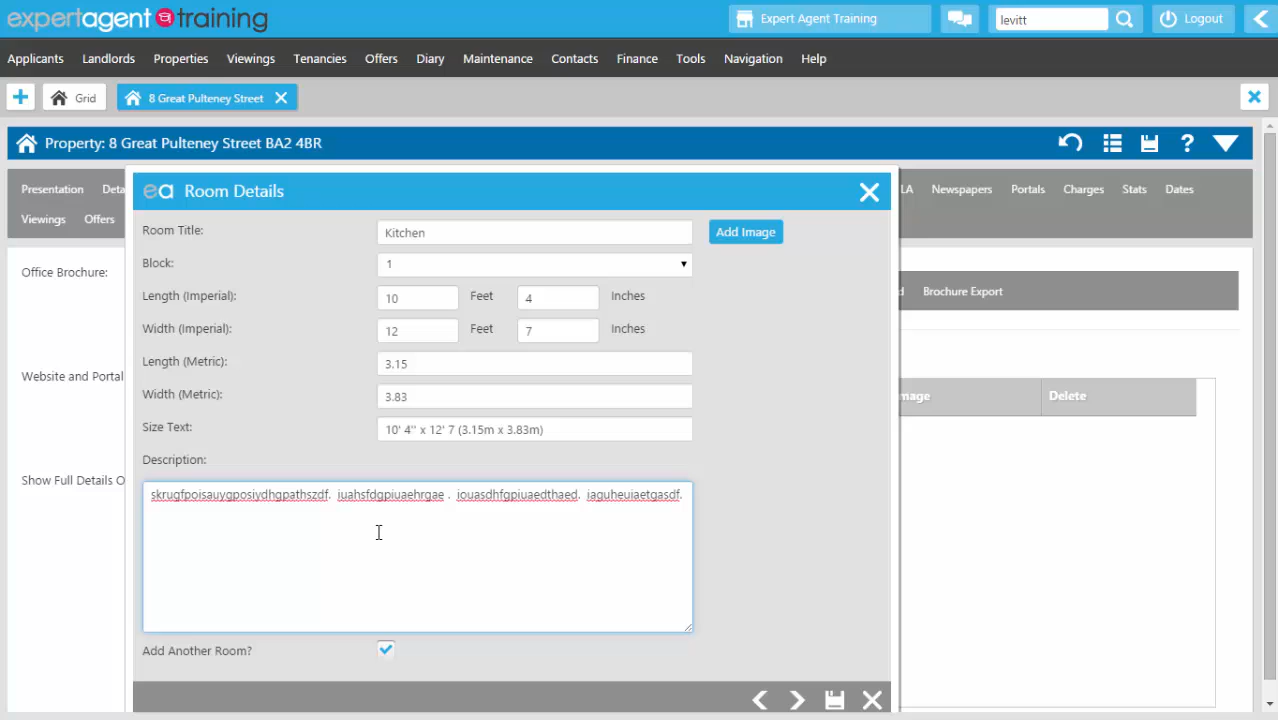 expertagent training
Expert Agent Training
levitt
Logout
Applicants Landlords Properties Viewings Tenancies Offers Diary Maintenance Contacts Finance Tools Navigation Help
Grid
8 Great Pulteney Street
Property: 8 Great Pulteney Street BA2 4BR
?
Presentation Deta LA Newspapers Portals Charges Stats Dates
Viewings Offers
ea Room Details
Office Brochure:
Website and Portal
Show Full Details O
Room Title: Kitchen Add Image
Block: 1
Length (Imperial): 10 Feet 4 Inches
Width (Imperial): 12 Feet 7 Inches
Length (Metric): 3.15
Width (Metric): 3.83
Size Text: 10' 4'' x 12' 7 (3.15m x 3.83m)
Description:
skrugfpoisauygposiydhgpathszdf. iuahsfdgpiuaehrgae . iouasdhfgpiuaedthaed. iaguheuiaetgasdf.
Add Another Room?
d Brochure Export
mage Delete